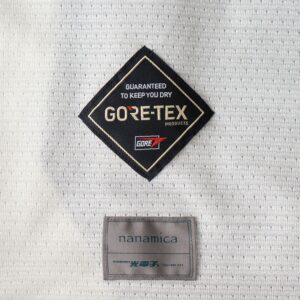 GUARANTEED
TO KEEP YOU DRY
GORE-TEX
PRODUCTS
GORE
nanamica
光電子